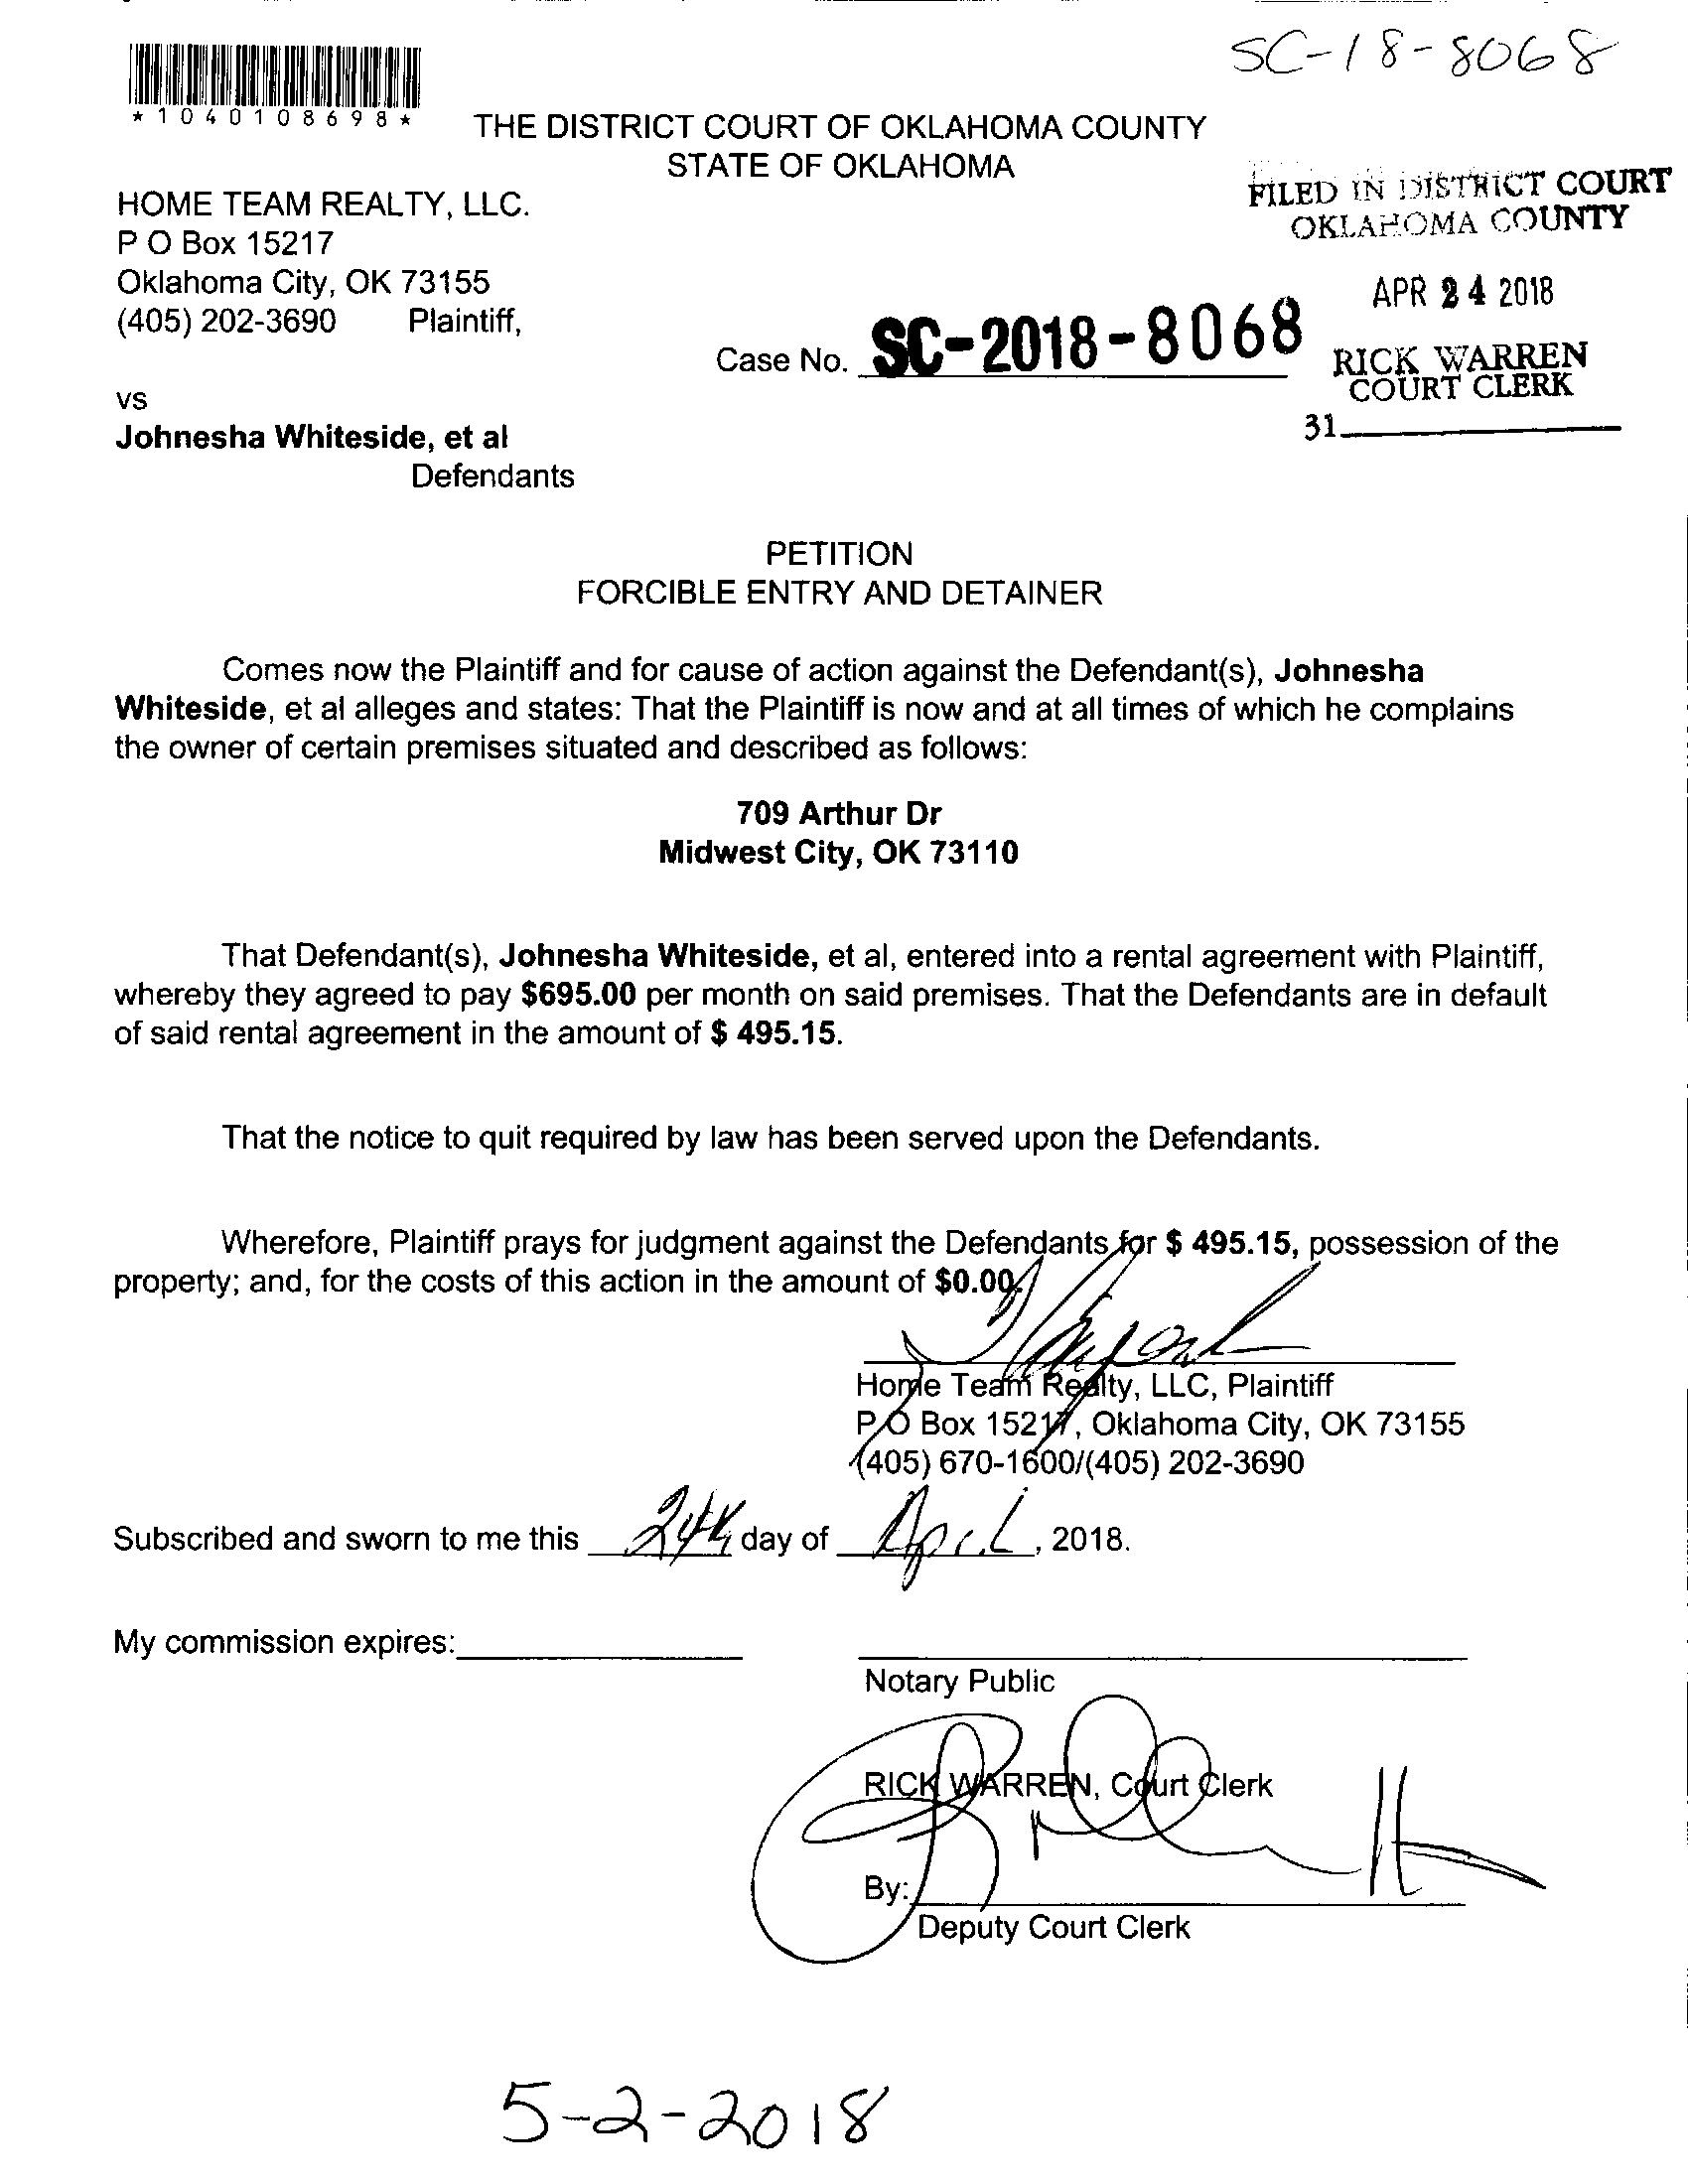 SC-18-8068
*1040108698*
THE DISTRICT COURT OF OKLAHOMA COUNTY
STATE OF OKLAHOMA
FILED IN DISTRICT COURT
OKLAHOMA COUNTY
HOME TEAM REALTY, LLC.
P O Box 15217
Oklahoma City, OK 73155
(405) 202-3690 Plaintiff,
APR 24 2018
Case No. SC-2018-8068
RICK WARREN
COURT CLERK
31
vs
Johnesha Whiteside, et al
Defendants
PETITION
FORCIBLE ENTRY AND DETAINER
Comes now the Plaintiff and for cause of action against the Defendant(s), Johnesha
Whiteside, et al alleges and states: That the Plaintiff is now and at all times of which he complains
the owner of certain premises situated and described as follows:
709 Arthur Dr
Midwest City, OK 73110
That Defendant(s), Johnesha Whiteside, et al, entered into a rental agreement with Plaintiff,
whereby they agreed to pay $695.00 per month on said premises. That the Defendants are in default
of said rental agreement in the amount of $ 495.15.
That the notice to quit required by law has been served upon the Defendants.
Wherefore, Plaintiff prays for judgment against the Defendants for $ 495.15, possession of the
property; and, for the costs of this action in the amount of $0.00.
Home Team Realty, LLC, Plaintiff
P O Box 15217, Oklahoma City, OK 73155
(405) 670-1600/(405) 202-3690
Subscribed and sworn to me this 24th day of April, 2018.
My commission expires:
Notary Public
RICK WARREN, Court Clerk
By:
Deputy Court Clerk
5-2-2018